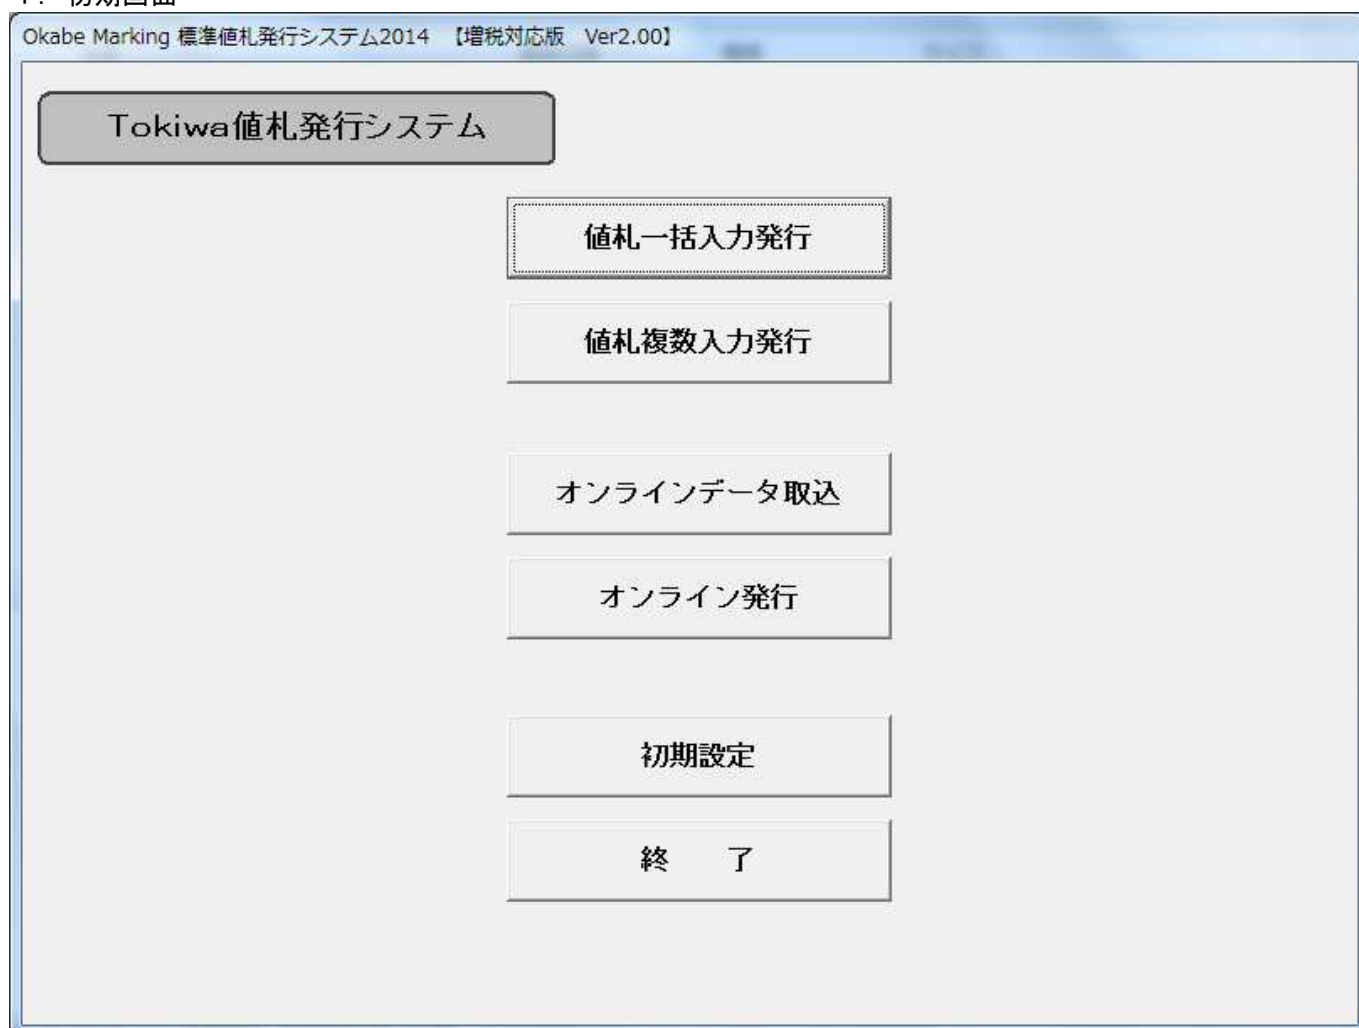 初期画面
Okabe Marking 標準値札発行システム2014 【増税対応版 Ver2.00】
Tokiwa値札発行システム
値札一括入力発行
値札複数入力発行
オンラインデータ取込
オンライン発行
初期設定
終　　了